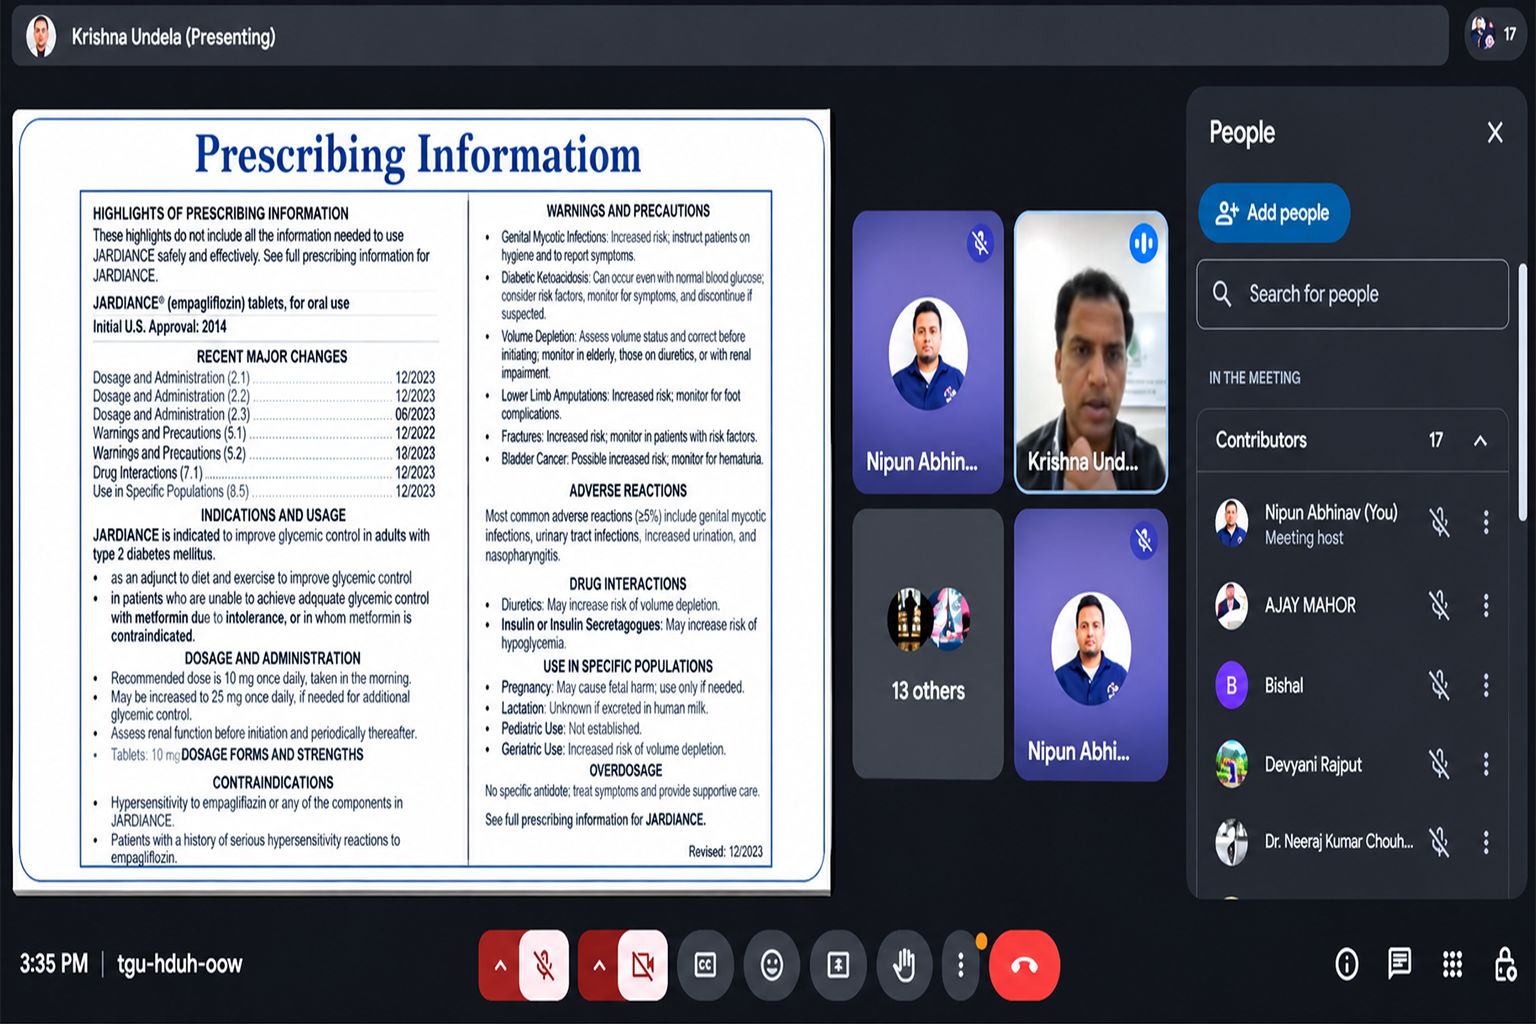 Krishna Undela (Presenting)
17
Prescribing Informatiom
HIGHLIGHTS OF PRESCRIBING INFORMATION
These highlights do not include all the information needed to use
JARDIANCE safely and effectively. See full prescribing information for
JARDIANCE.
JARDIANCE® (empagliflozin) tablets, for oral use
Initial U.S. Approval: 2014
RECENT MAJOR CHANGES
Dosage and Administration (2.1) 12/2023
Dosage and Administration (2.2) 12/2023
Dosage and Administration (2.3) 06/2023
Warnings and Precautions (5.1) 12/2022
Warnings and Precautions (5.2) 13/2023
Drug Interactions (7.1) 12/2023
Use in Specific Populations (8.5) 12/2023
INDICATIONS AND USAGE
JARDIANCE is indicated to improve glycemic control in adults with
type 2 diabetes mellitus.
• as an adjunct to diet and exercise to improve glycemic control
• in patients who are unable to achieve adqquate glycemic control
with metformin due to intolerance, or in whom metformin is
contraindicated.
DOSAGE AND ADMINISTRATION
• Recommended dose is 10 mg once daily, taken in the morning.
• May be increased to 25 mg once daily, if needed for additional
glycemic control.
• Assess renal function before initiation and periodically thereafter.
• Tablets: 10 mg DOSAGE FORMS AND STRENGTHS
CONTRAINDICATIONS
• Hypersensitivity to empaglifiazin or any of the components in
JARDIANCE.
• Patients with a history of serious hypersensitivity reactions to
empagliflozin.
WARNINGS AND PRECAUTIONS
• Genital Mycotic Infections: Increased risk; instruct patients on
hygiene and to report symptoms.
• Diabetic Ketoacidosis: Can occur even with normal blood glucose;
consider risk factors, monitor for symptoms, and discontinue if
suspected.
• Volume Depletion: Assess volume status and correct before
initiating; monitor in elderly, those on diuretics, or with renal
impairment.
• Lower Limb Amputations: Increased risk; monitor for foot
complications.
• Fractures: Increased risk; monitor in patients with risk factors.
• Bladder Cancer: Possible increased risk; monitor for hematuria.
ADVERSE REACTIONS
Most common adverse reactions (≥5%) include genital mycotic
infections, urinary tract infections, increased urination, and
nasopharyngitis.
DRUG INTERACTIONS
• Diuretics: May increase risk of volume depletion.
• Insulin or Insulin Secretagogues: May increase risk of
hypoglycemia.
USE IN SPECIFIC POPULATIONS
• Pregnancy: May cause fetal harm; use only if needed.
• Lactation: Unknown if excreted in human milk.
• Pediatric Use: Not established.
• Geriatric Use: Increased risk of volume depletion.
OVERDOSAGE
No specific antidote; treat symptoms and provide supportive care.
See full prescribing information for JARDIANCE.
Revised: 12/2023
Nipun Abhin...
Krishna Und...
13 others
Nipun Abhi...
People
Add people
Search for people
IN THE MEETING
Contributors 17
Nipun Abhinav (You)
Meeting host
AJAY MAHOR
B Bishal
Devyani Rajput
Dr. Neeraj Kumar Chouh...
3:35 PM | tgu-hduh-oow
CC